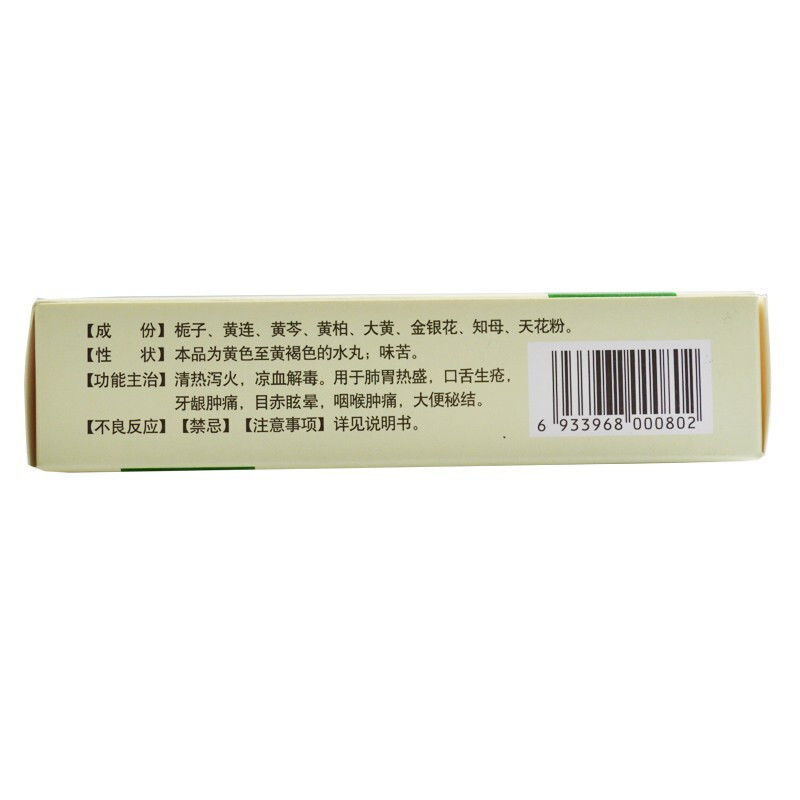 【成　份】栀子、黄连、黄芩、黄柏、大黄、金银花、知母、天花粉。
【性　状】本品为黄色至黄褐色的水丸；味苦。
【功能主治】清热泻火，凉血解毒。用于肺胃热盛，口舌生疮，
牙龈肿痛，目赤眩晕，咽喉肿痛，大便秘结。
【不良反应】【禁忌】【注意事项】详见说明书。
6 933968 000802